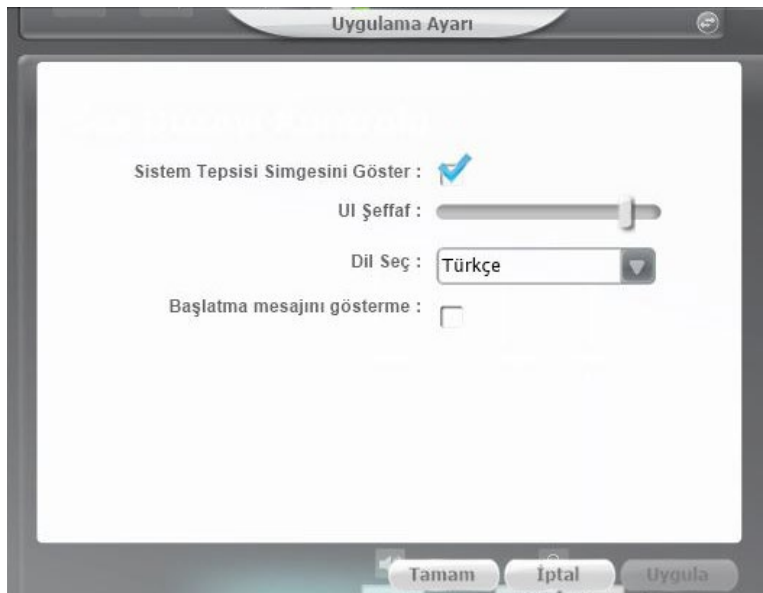 Uygulama Ayarı
Sistem Tepsisi Simgesini Göster :
UI Şeffaf :
Dil Seç :
Türkçe
Başlatma mesajını gösterme :
Tamam
İptal
Uygula